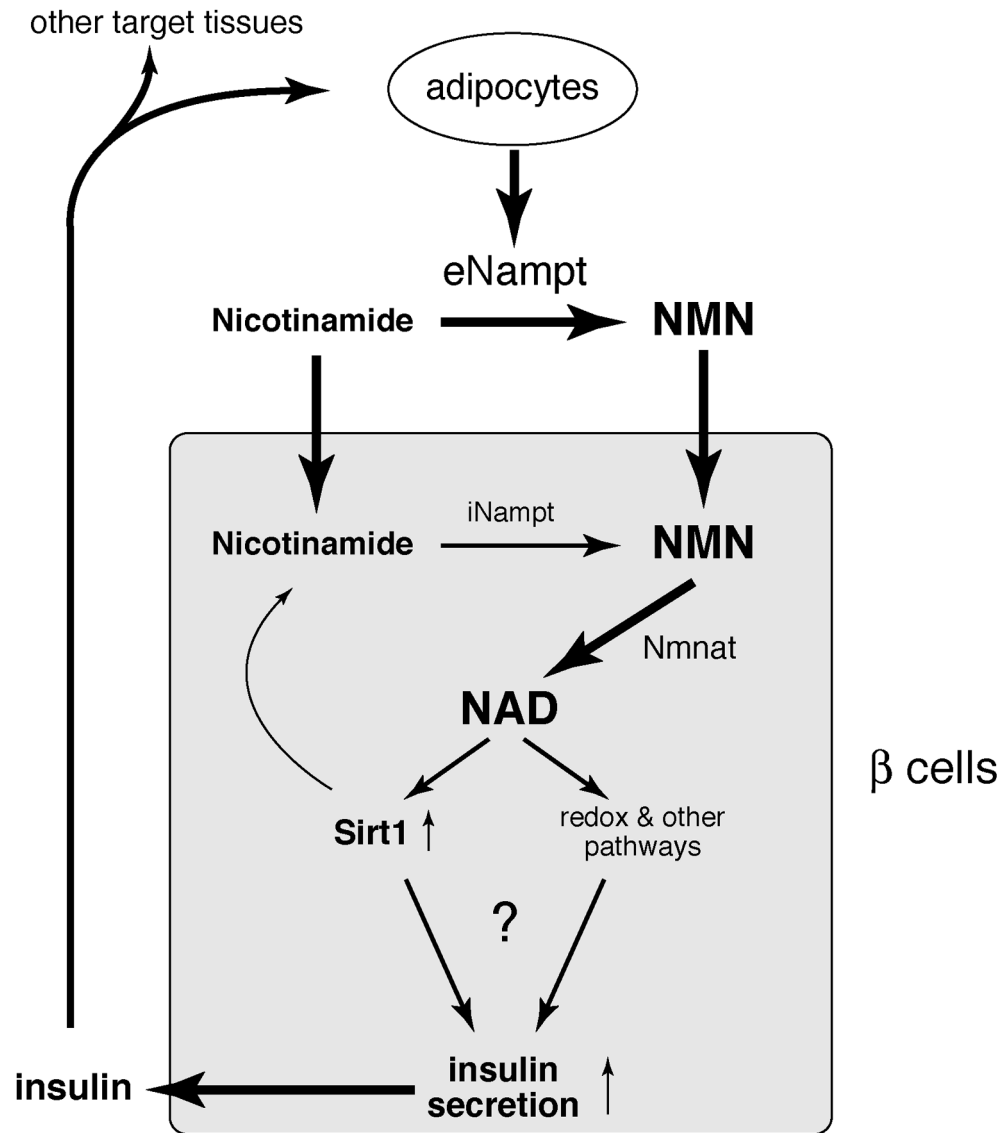 other target tissues
adipocytes
eNampt
Nicotinamide
NMN
iNampt
Nicotinamide
NMN
Nmnat
NAD
β cells
Sirt1
redox & other
pathways
?
insulin
secretion
insulin